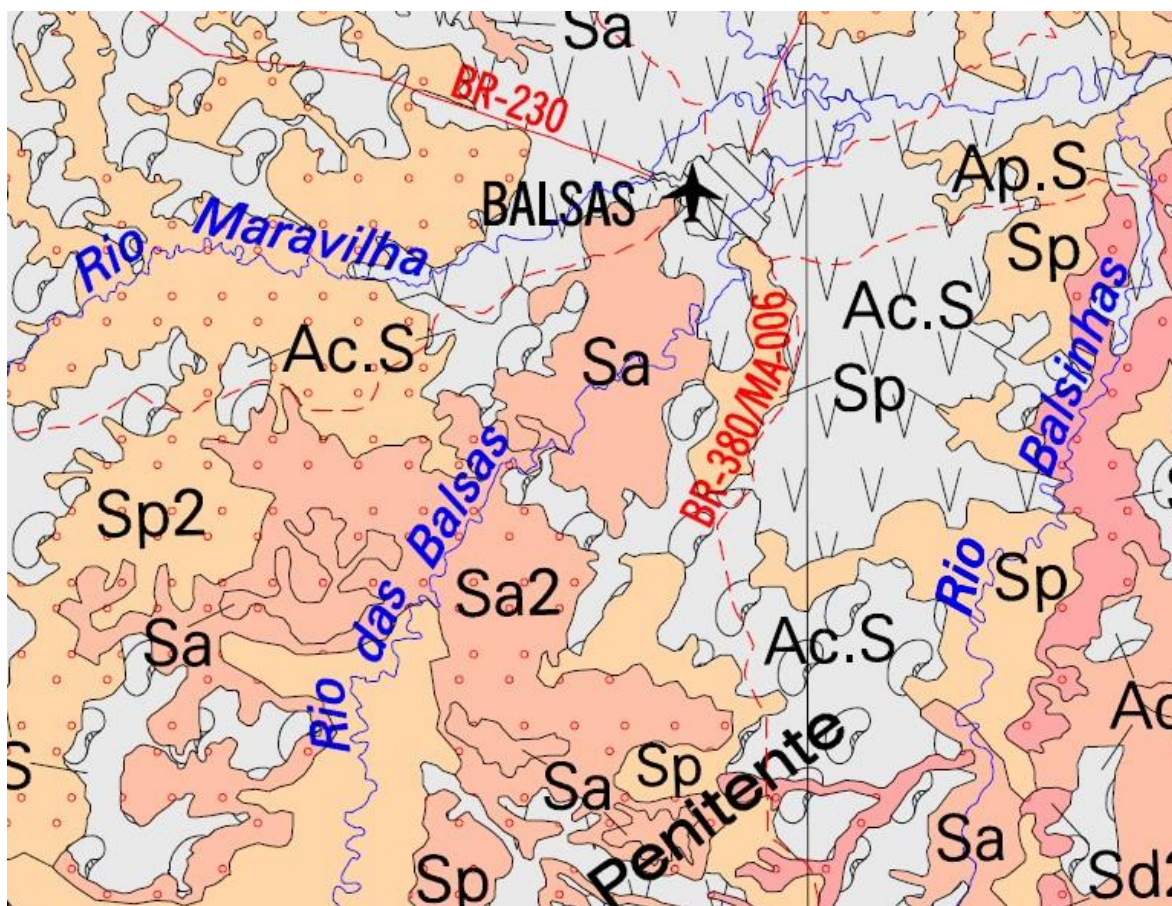 Sa
BR-230
Ap.S
BALSAS
Rio Maravilha
Sp
Ac.S
Ac.S
Sa
Sp
BR-380/MA-006
Rio Balsinhas
Sp2
Rio das Balsas
Sa2
Sp
Sa
Ac.S
Ac
S
Sp
Sa
Penitente
Sa
Sp
Sd2